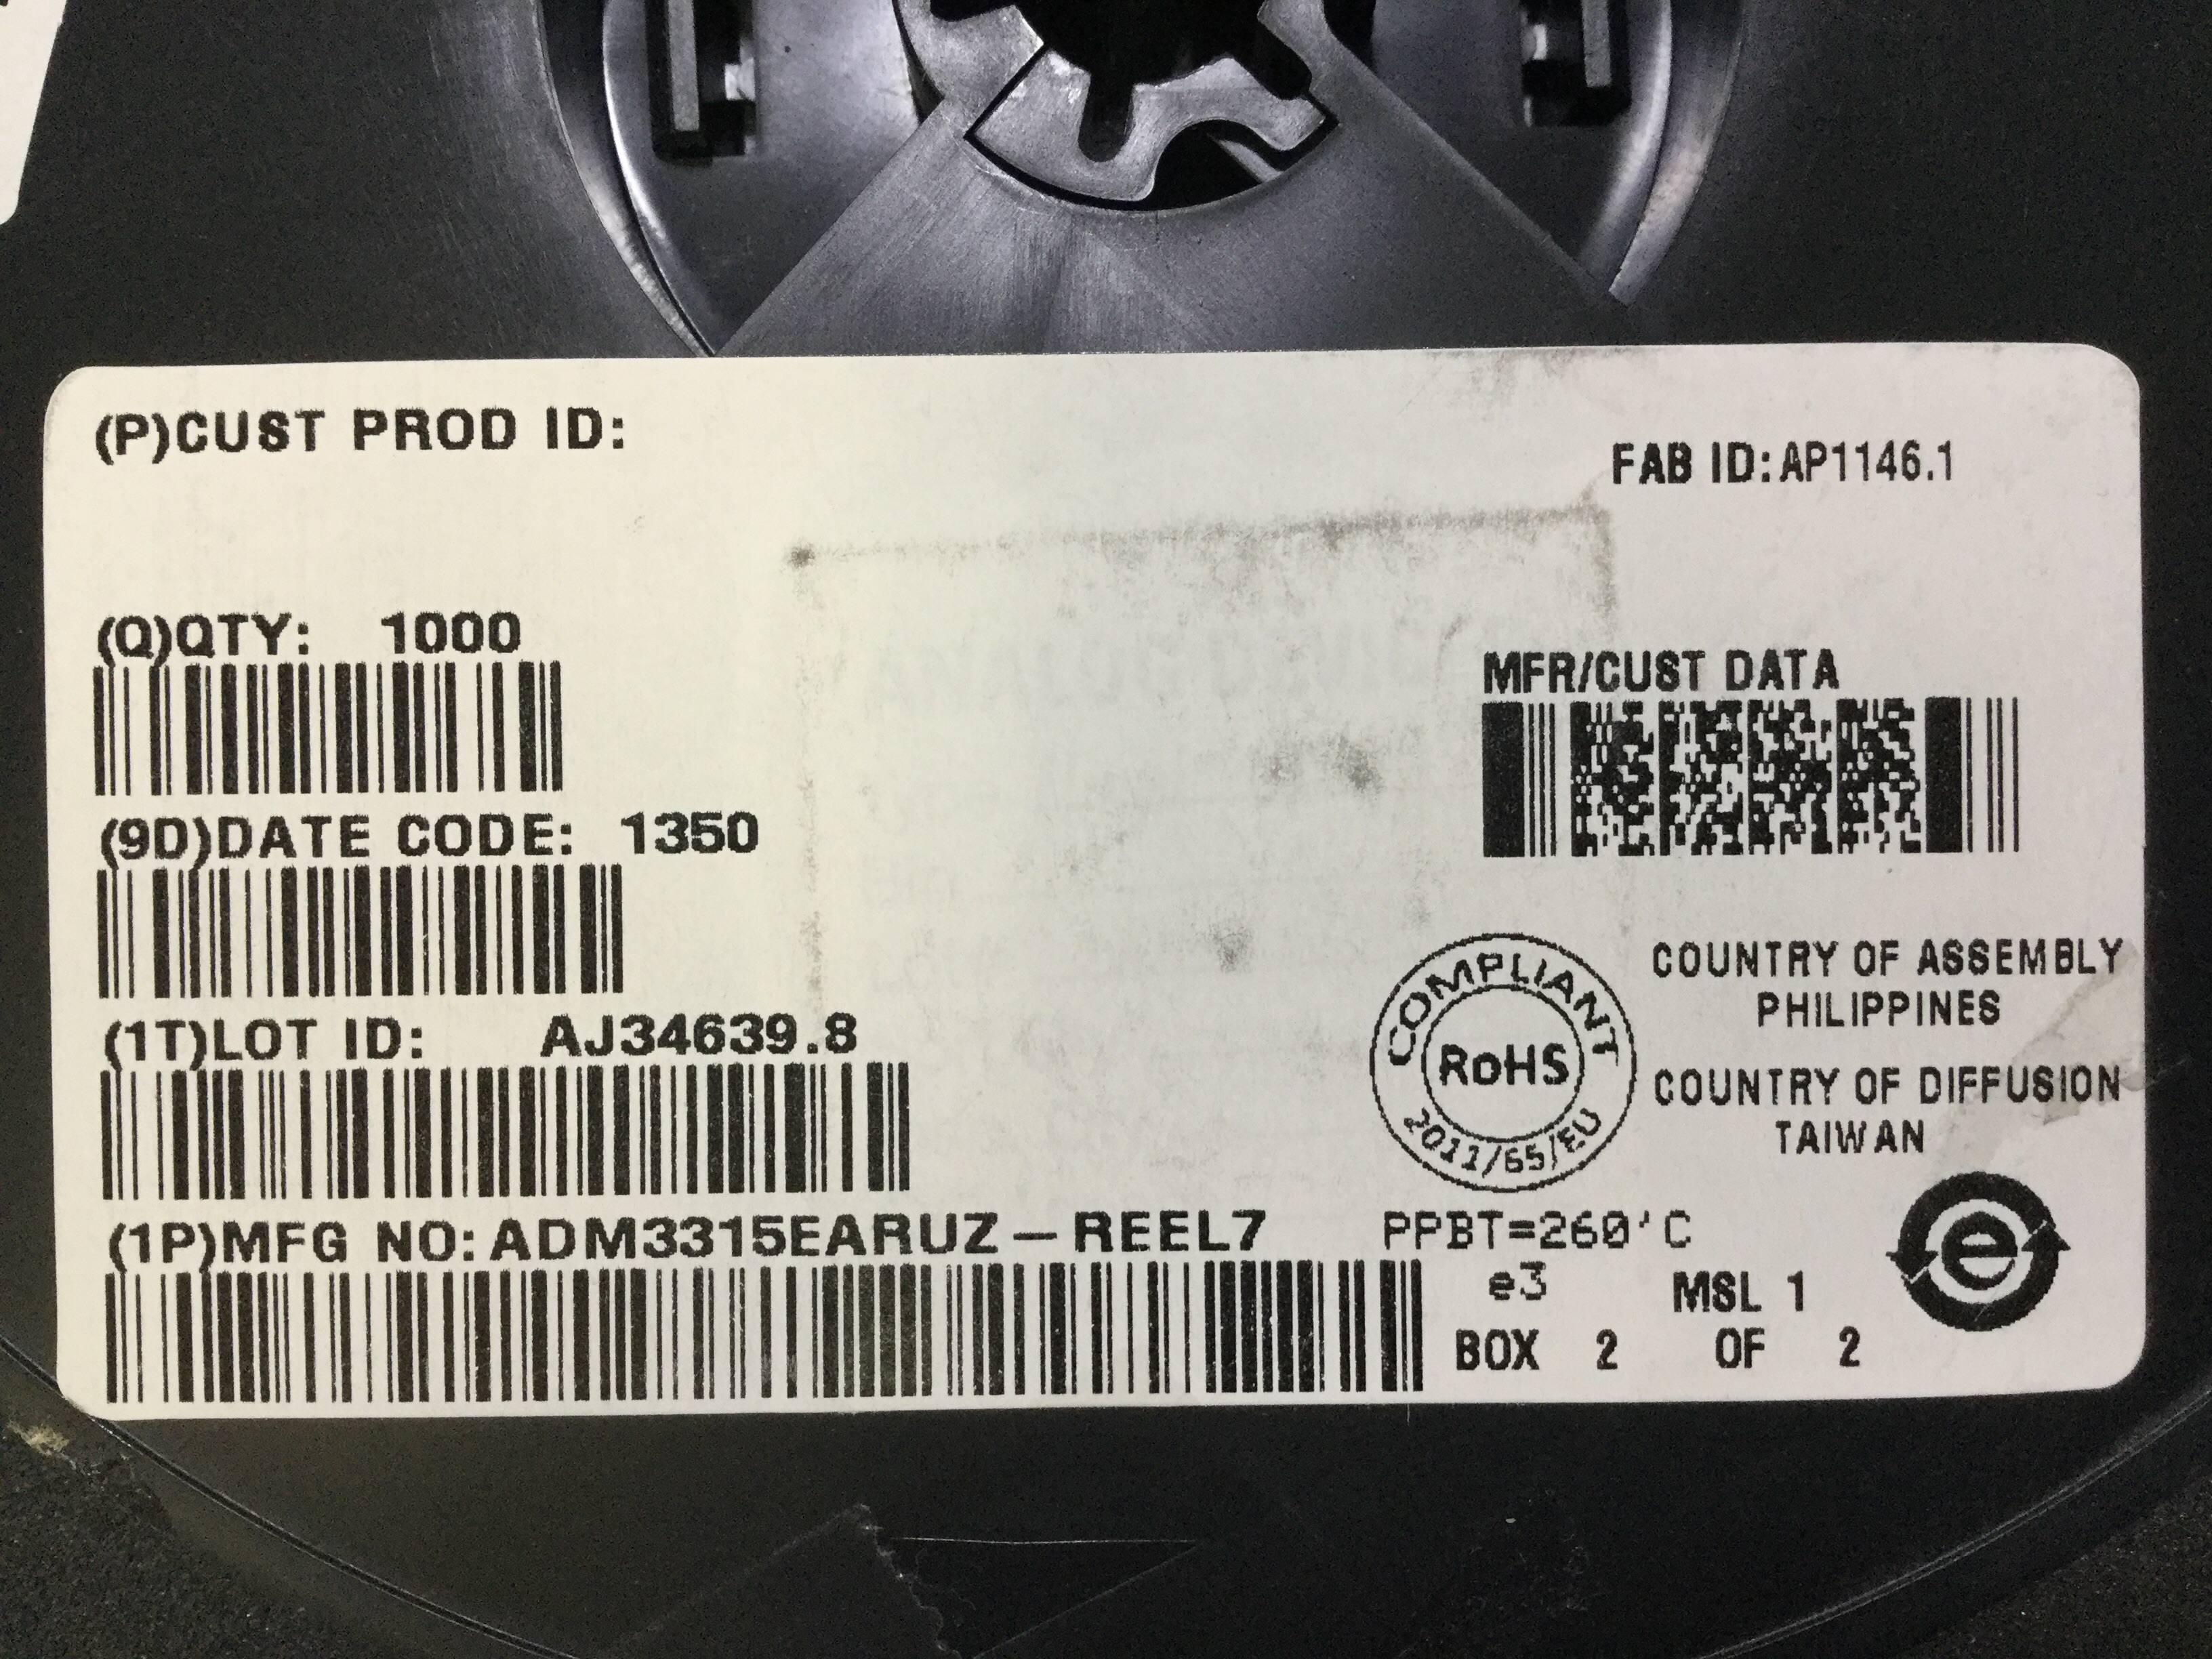 (P)CUST PROD ID:
FAB ID: AP1146.1
(Q)QTY: 1000
MFR/CUST DATA
(9D)DATE CODE: 1350
(1T)LOT ID: AJ34639.8
COMPLIANT
RoHS
2011/65/EU
COUNTRY OF ASSEMBLY
PHILIPPINES
COUNTRY OF DIFFUSION
TAIWAN
(1P)MFG NO: ADM3315EARUZ-REEL7
PPBT=260'C
e3 MSL 1
e
BOX 2 OF 2